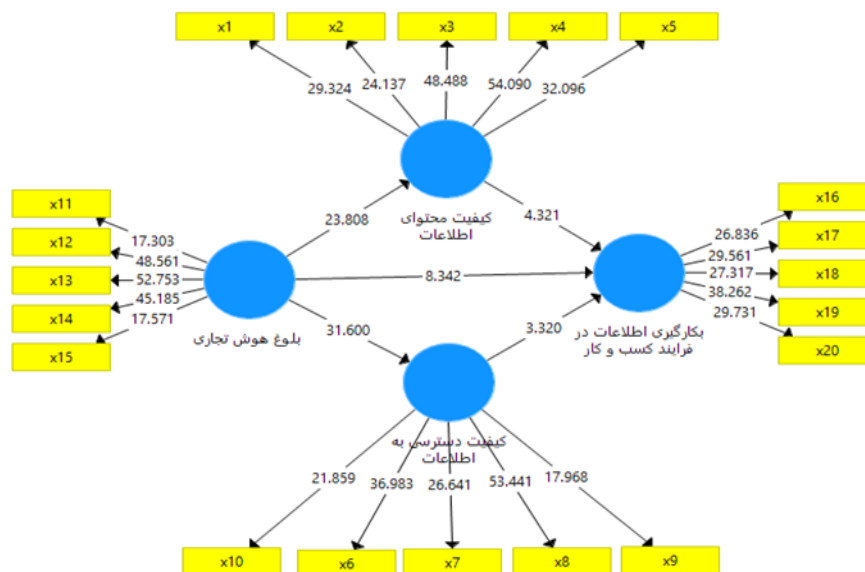 x1
x2
x3
x4
x5
29.324
24.137
48.488
54.090
32.096
کیفیت محتوای
اطلاعات
23.808
4.321
x11
x12
x13
x14
x15
17.303
48.561
52.753
45.185
17.571
بلوغ هوش تجاری
8.342
x16
x17
x18
x19
x20
26.836
29.561
27.317
38.262
29.731
بکارگیری اطلاعات در
فرایند کسب و کار
31.600
3.320
کیفیت دسترسی به
اطلاعات
21.859
36.983
26.641
53.441
17.968
x10
x6
x7
x8
x9